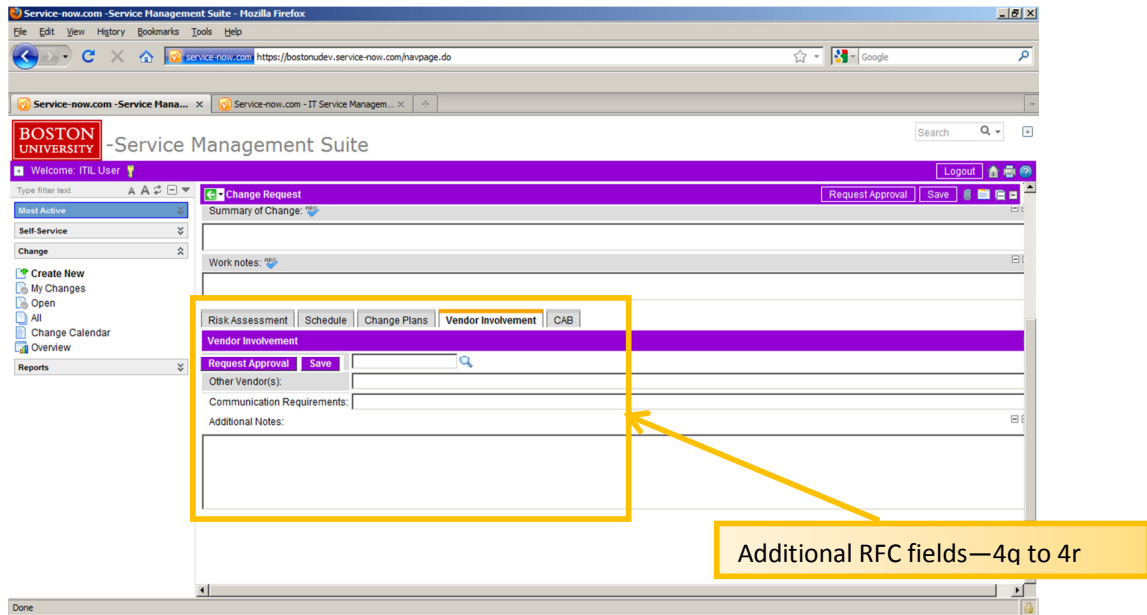 Service-now.com -Service Management Suite - Mozilla Firefox
File Edit View History Bookmarks Tools Help
service-now.com https://bostonudev.service-now.com/navpage.do
Google
Service-now.com -Service Mana... Service-now.com - IT Service Managem...
BOSTON
UNIVERSITY
-Service Management Suite
Search
Welcome: ITIL User
Logout
Type filter text A A
Change Request
Request Approval Save
Most Active
Summary of Change:
Self-Service
Change
Work notes:
Create New
My Changes
Open
All
Change Calendar
Overview
Reports
Risk Assessment Schedule Change Plans Vendor Involvement CAB
Vendor Involvement
Request Approval Save
Other Vendor(s):
Communication Requirements:
Additional Notes:
Additional RFC fields—4q to 4r
Done